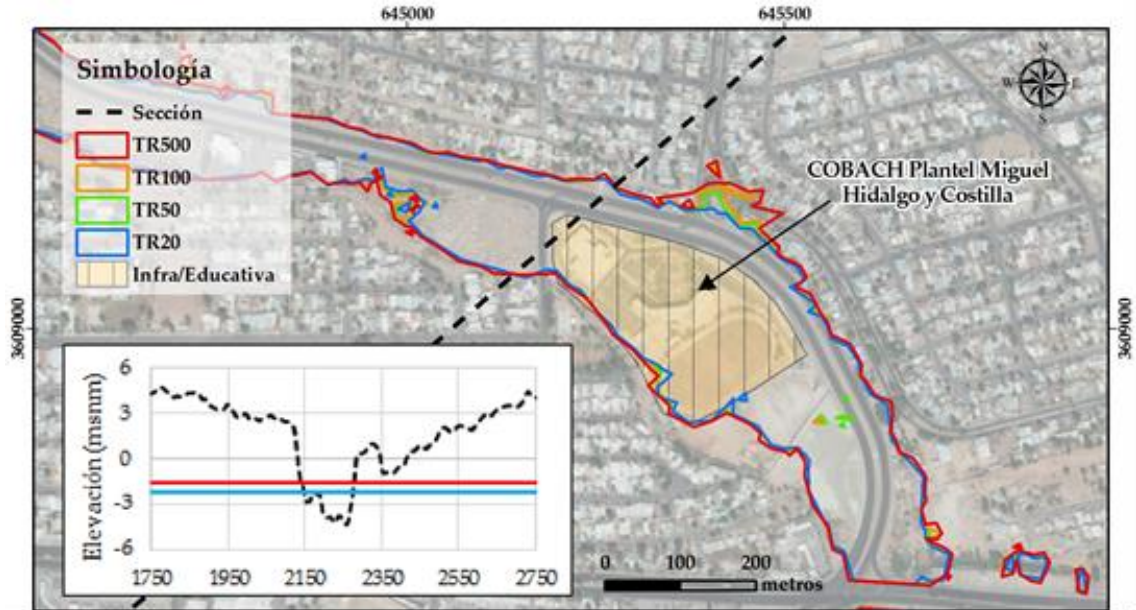 645000
645500
Simbología
Sección
TR500
TR100
TR50
TR20
Infra/Educativa
N
W
E
S
COBACH Plantel Miguel
Hidalgo y Costilla
3609000
3609000
Elevación (msnm)
6
3
0
-3
-6
1750 1950 2150 2350 2550 2750
0 100 200
metros